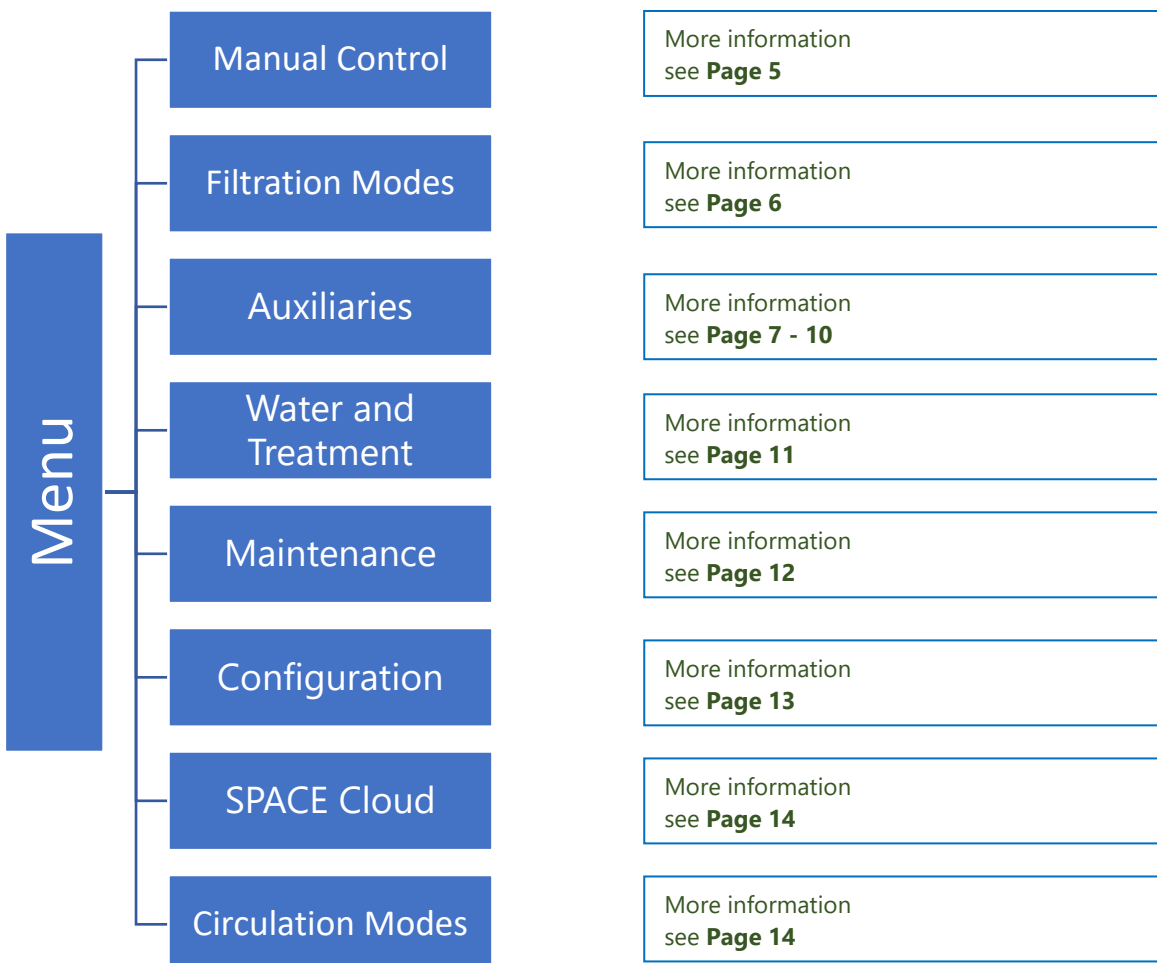 Menu
Manual Control
More information
see Page 5
Filtration Modes
More information
see Page 6
Auxiliaries
More information
see Page 7 - 10
Water and
Treatment
More information
see Page 11
Maintenance
More information
see Page 12
Configuration
More information
see Page 13
SPACE Cloud
More information
see Page 14
Circulation Modes
More information
see Page 14